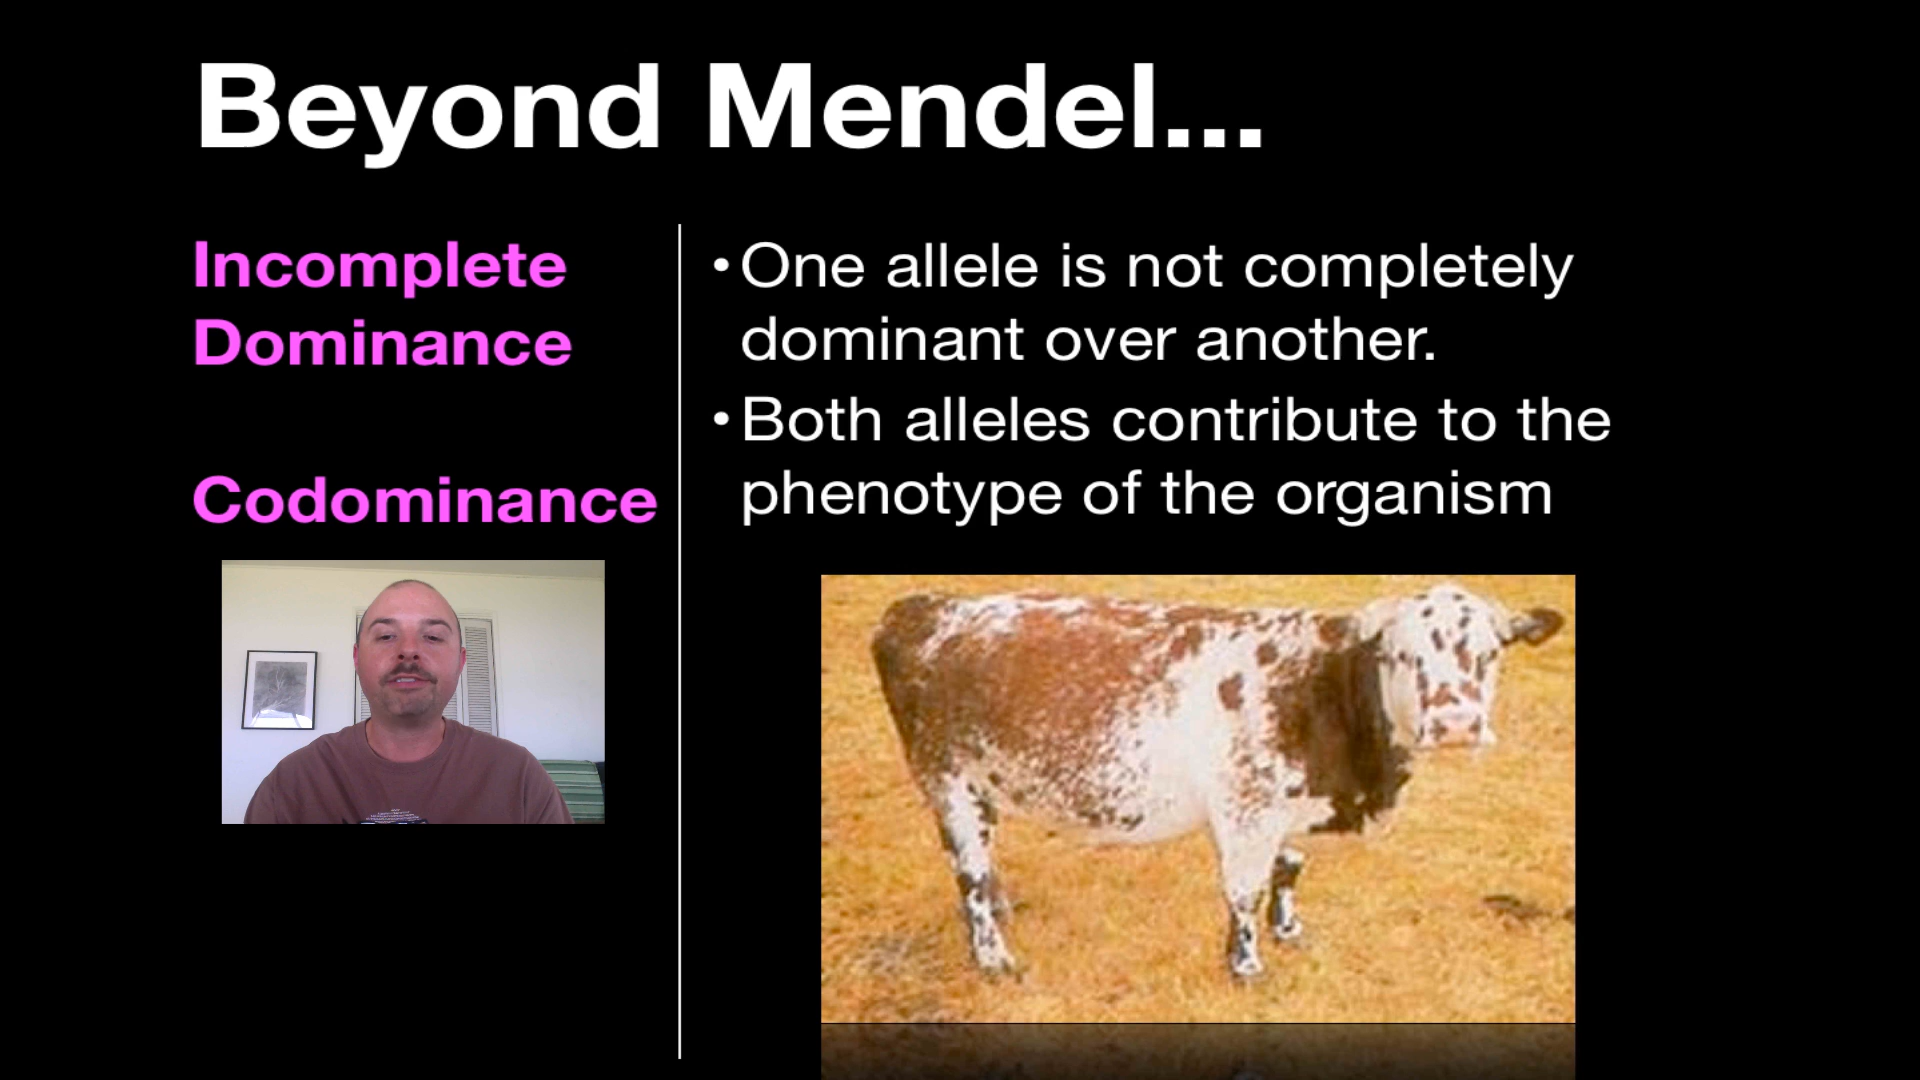 Beyond Mendel...
Incomplete
Dominance
Codominance
•One allele is not completely
dominant over another.
•Both alleles contribute to the
phenotype of the organism